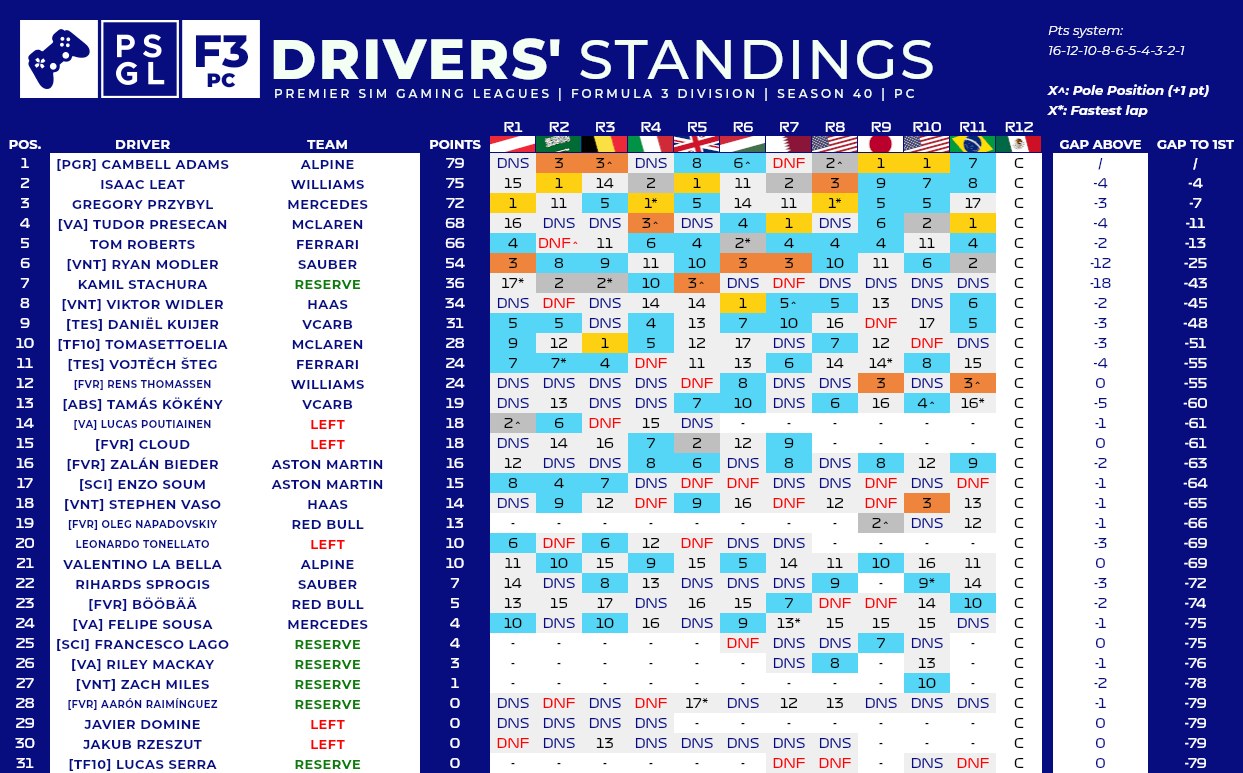 PS
GL
F3
PC
DRIVERS' STANDINGS
PREMIER SIM GAMING LEAGUES | FORMULA 3 DIVISION | SEASON 40 | PC
Pts system:
16-12-10-8-6-5-4-3-2-1
X^: Pole Position (+1 pt)
X*: Fastest lap
R1 R2 R3 R4 R5 R6 R7 R8 R9 R10 R11 R12
POS. DRIVER TEAM POINTS GAP ABOVE GAP TO 1ST
1 [PGR] CAMBELL ADAMS ALPINE 79 DNS 3 3^ DNS 8 6^ DNF 2^ 1 1 7 C / /
2 ISAAC LEAT WILLIAMS 75 15 1 14 2 1 11 2 3 9 7 8 C -4 -4
3 GREGORY PRZYBYL MERCEDES 72 1 11 5 1* 5 14 11 1* 5 5 17 C -3 -7
4 [VA] TUDOR PRESECAN MCLAREN 68 16 DNS DNS 3^ DNS 4 1 DNS 6 2 1 C -4 -11
5 TOM ROBERTS FERRARI 66 4 DNF^ 11 6 4 2* 4 4 4 11 4 C -2 -13
6 [VNT] RYAN MODLER SAUBER 54 3 8 9 11 10 3 3 10 11 6 2 C -12 -25
7 KAMIL STACHURA RESERVE 36 17* 2 2* 10 3^ DNS DNF DNS DNS DNS DNS C -18 -43
8 [VNT] VIKTOR WIDLER HAAS 34 DNS DNF DNS 14 14 1 5^ 5 13 DNS 6 C -2 -45
9 [TES] DANIËL KUIJER VCARB 31 5 5 DNS 4 13 7 10 16 DNF 17 5 C -3 -48
10 [TF10] TOMASETTOELIA MCLAREN 28 9 12 1 5 12 17 DNS 7 12 DNF DNS C -3 -51
11 [TES] VOJTĚCH ŠTEG FERRARI 24 7 7* 4 DNF 11 13 6 14 14* 8 15 C -4 -55
12 [FVR] RENS THOMASSEN WILLIAMS 24 DNS DNS DNS DNS DNF 8 DNS DNS 3 DNS 3^ C 0 -55
13 [ABS] TAMÁS KÖKÉNY VCARB 19 DNS 13 DNS DNS 7 10 DNS 6 16 4^ 16* C -5 -60
14 [VA] LUCAS POUTIAINEN LEFT 18 2^ 6 DNF 15 DNS - - - - - - C -1 -61
15 [FVR] CLOUD LEFT 18 DNS 14 16 7 2 12 9 - - - - C 0 -61
16 [FVR] ZALÁN BIEDER ASTON MARTIN 16 12 DNS DNS 8 6 DNS 8 DNS 8 12 9 C -2 -63
17 [SCI] ENZO SOUM ASTON MARTIN 15 8 4 7 DNS DNF DNF DNS DNS DNF DNS DNF C -1 -64
18 [VNT] STEPHEN VASO HAAS 14 DNS 9 12 DNF 9 16 DNF 12 DNF 3 13 C -1 -65
19 [FVR] OLEG NAPADOVSKIY RED BULL 13 - - - - - - - - 2^ DNS 12 C -1 -66
20 LEONARDO TONELLATO LEFT 10 6 DNF 6 12 DNF DNS DNS - - - - C -3 -69
21 VALENTINO LA BELLA ALPINE 10 11 10 15 9 15 5 14 11 10 16 11 C 0 -69
22 RIHARDS SPROGIS SAUBER 7 14 DNS 8 13 DNS DNS DNS 9 - 9* 14 C -3 -72
23 [FVR] BÖÖBÄÄ RED BULL 5 13 15 17 DNS 16 15 7 DNF DNF 14 10 C -2 -74
24 [VA] FELIPE SOUSA MERCEDES 4 10 DNS 10 16 DNS 9 13* 15 15 15 DNS C -1 -75
25 [SCI] FRANCESCO LAGO RESERVE 4 - - - - - DNF DNS DNS 7 DNS - C 0 -75
26 [VA] RILEY MACKAY RESERVE 3 - - - - - - DNS 8 - 13 - C -1 -76
27 [VNT] ZACH MILES RESERVE 1 - - - - - - - - - 10 - C -2 -78
28 [FVR] AARÓN RAIMÍNGUEZ RESERVE 0 DNS DNF DNS DNF 17* DNS 12 13 DNS DNS DNS C -1 -79
29 JAVIER DOMINE LEFT 0 DNS DNS DNS DNS - - - - - - - C 0 -79
30 JAKUB RZESZUT LEFT 0 DNF DNS 13 DNS DNS DNS DNS DNS - - - C 0 -79
31 [TF10] LUCAS SERRA RESERVE 0 - - - - - - DNF DNF - DNS DNF C 0 -79